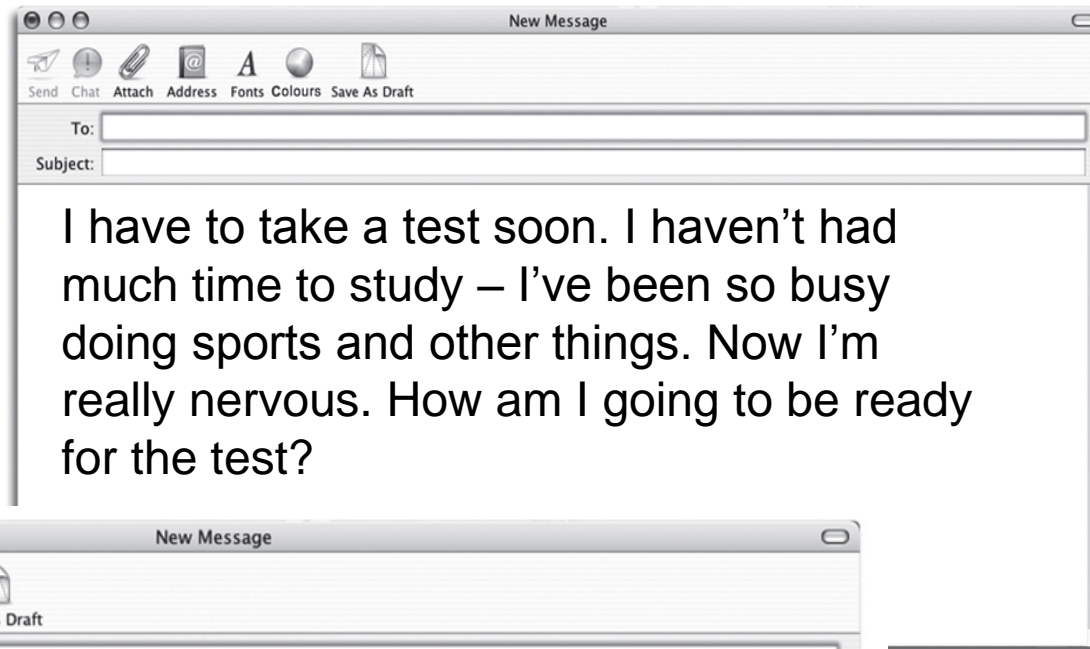 New Message
Send Chat Attach Address Fonts Colours Save As Draft
To:
Subject:
I have to take a test soon. I haven’t had
much time to study – I’ve been so busy
doing sports and other things. Now I’m
really nervous. How am I going to be ready
for the test?
New Message
Draft